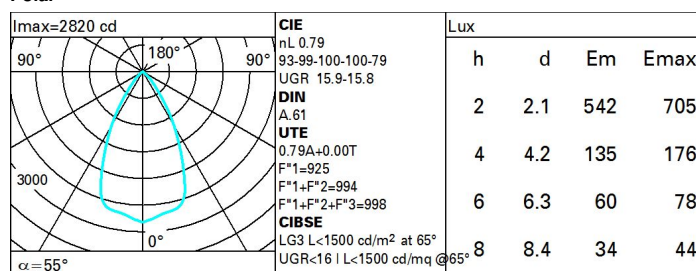 Polar
Imax=2820 cd
90° 180° 90°
3000
0°
α=55°
CIE
nL 0.79
93-99-100-100-79
UGR 15.9-15.8
DIN
A.61
UTE
0.79A+0.00T
F"1=925
F"1+F"2=994
F"1+F"2+F"3=998
CIBSE
LG3 L<1500 cd/m² at 65°
UGR<16 | L<1500 cd/mq @65°
Lux
h d Em Emax
2 2.1 542 705
4 4.2 135 176
6 6.3 60 78
8 8.4 34 44